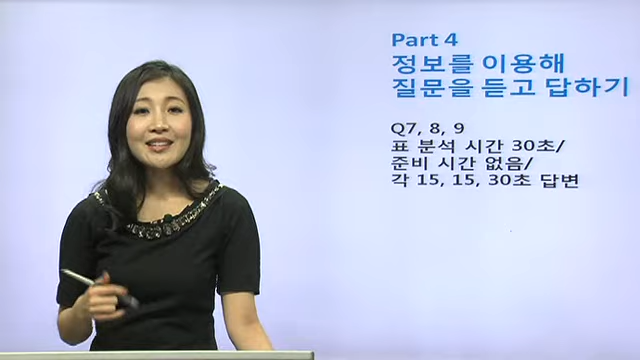 Part 4
정보를 이용해
질문을 듣고 답하기
Q7, 8, 9
표 분석 시간 30초/
준비 시간 없음/
각 15, 15, 30초 답변